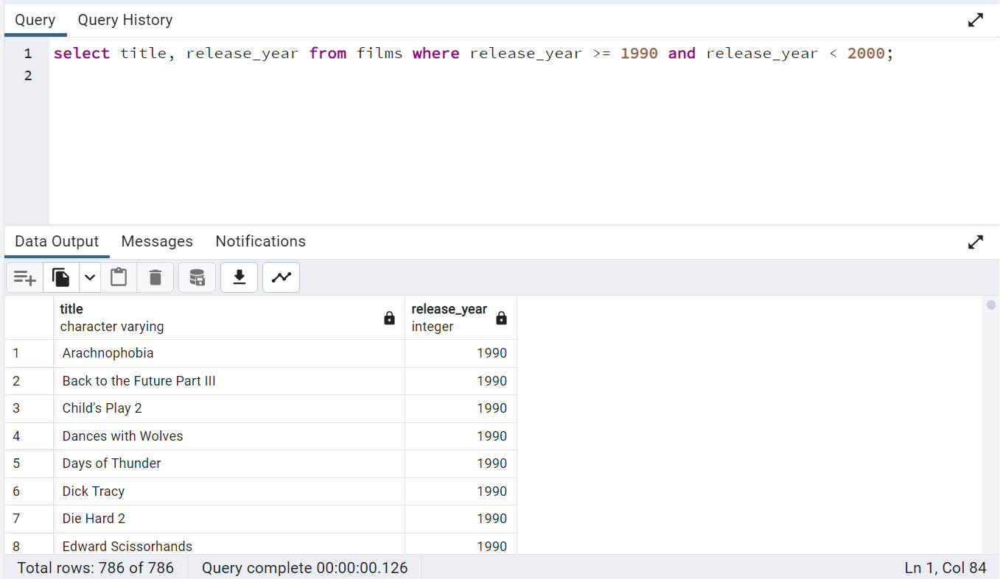 Query Query History
1 select title, release_year from films where release_year >= 1990 and release_year < 2000;
2
Data Output Messages Notifications
title release_year
character varying integer
1 Arachnophobia 1990
2 Back to the Future Part III 1990
3 Child's Play 2 1990
4 Dances with Wolves 1990
5 Days of Thunder 1990
6 Dick Tracy 1990
7 Die Hard 2 1990
8 Edward Scissorhands 1990
Total rows: 786 of 786 Query complete 00:00:00.126 Ln 1, Col 84